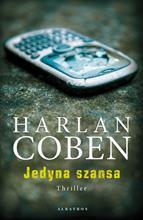 HARLAN
COBEN
Jedyna szansa
Thriller
ALBATROS